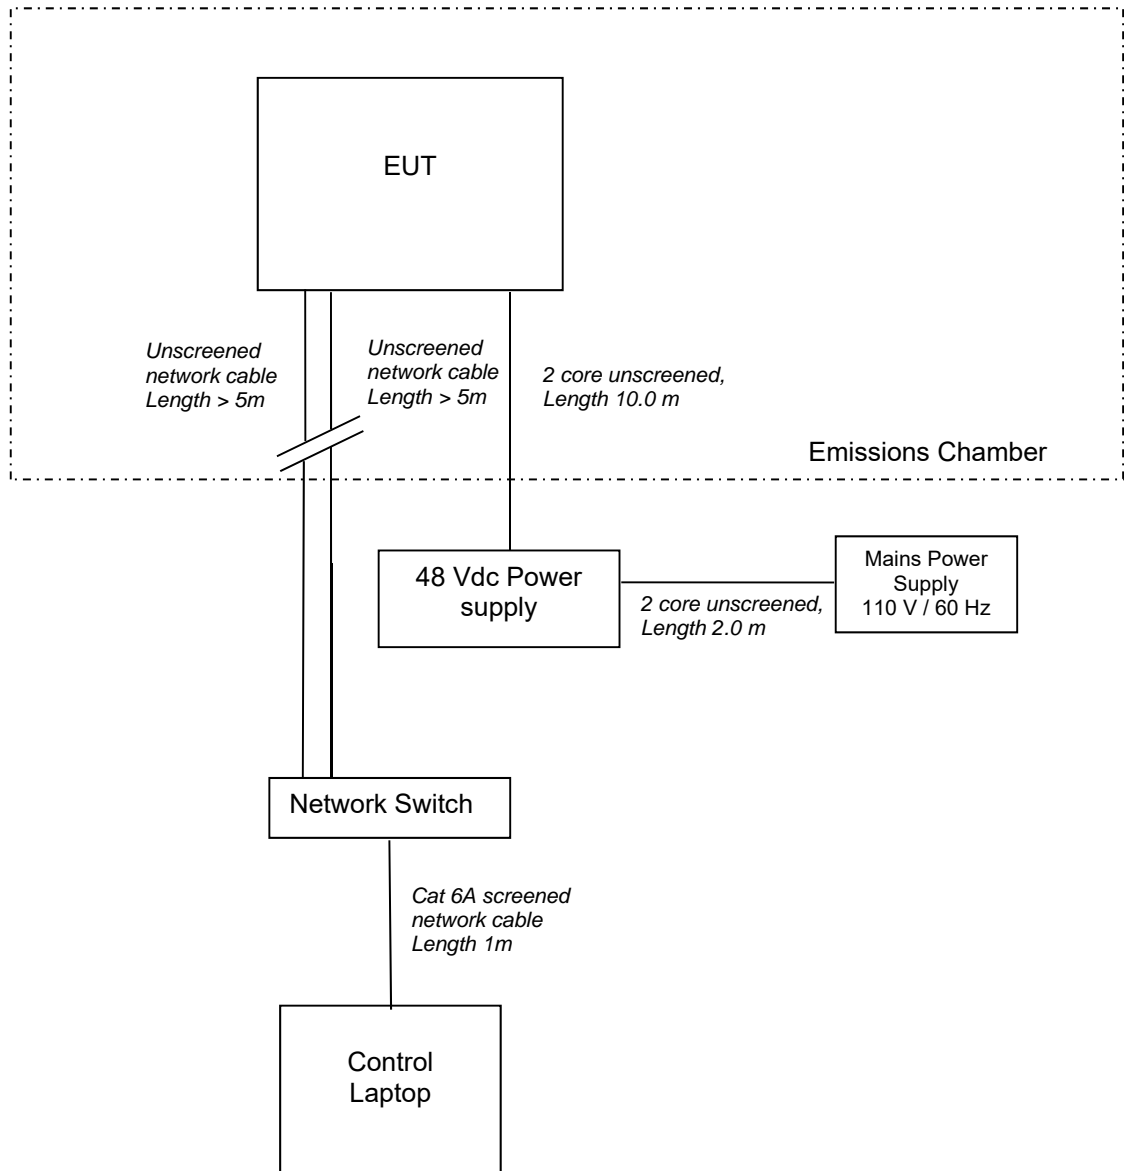 EUT
Unscreened
network cable
Length > 5m
Unscreened
network cable
Length > 5m
2 core unscreened,
Length 10.0 m
Emissions Chamber
48 Vdc Power
supply
2 core unscreened,
Length 2.0 m
Mains Power
Supply
110 V / 60 Hz
Network Switch
Cat 6A screened
network cable
Length 1m
Control
Laptop